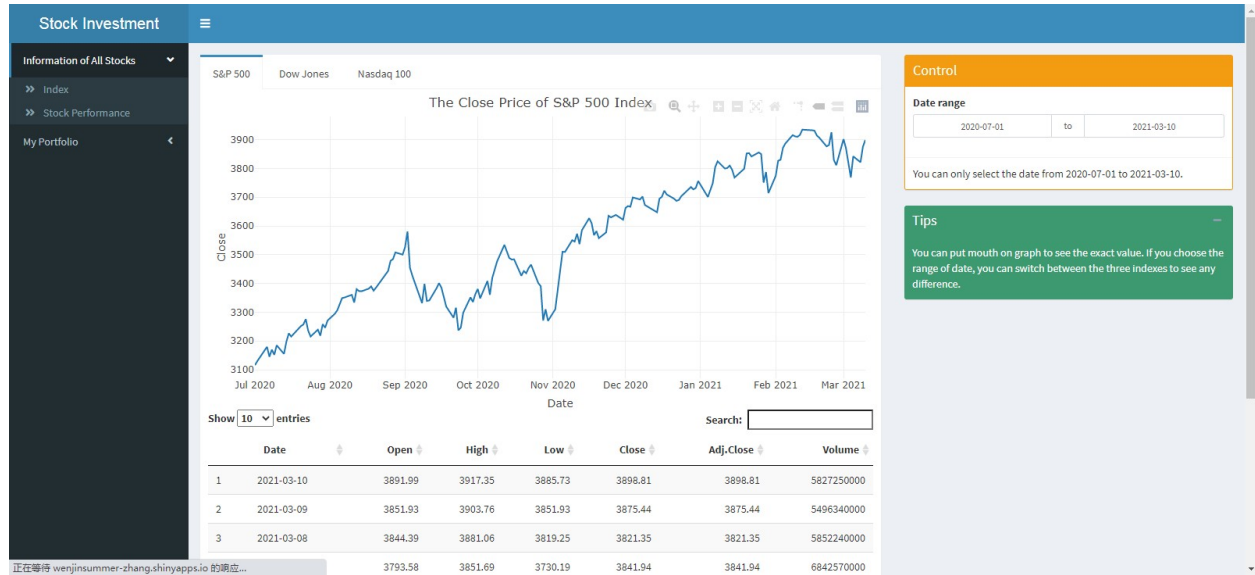 Stock Investment
Information of All Stocks
Index
Stock Performance
My Portfolio
S&P 500 Dow Jones Nasdaq 100
The Close Price of S&P 500 Index
3900
3800
3700
3600
3500
3400
3300
3200
3100
Close
Jul 2020 Aug 2020 Sep 2020 Oct 2020 Nov 2020 Dec 2020 Jan 2021 Feb 2021 Mar 2021
Date
Show 10 entries Search:
Date Open High Low Close Adj.Close Volume
1 2021-03-10 3891.99 3917.35 3885.73 3898.81 3898.81 5827250000
2 2021-03-09 3851.93 3903.76 3851.93 3875.44 3875.44 5496340000
3 2021-03-08 3844.39 3881.06 3819.25 3821.35 3821.35 5852240000
3793.58 3851.69 3730.19 3841.94 3841.94 6842570000
Control
Date range
2020-07-01 to 2021-03-10
You can only select the date from 2020-07-01 to 2021-03-10.
Tips
You can put mouth on graph to see the exact value. If you choose the
range of date, you can switch between the three indexes to see any
difference.
正在等待 wenjinsummer-zhang.shinyapps.io 的响应...